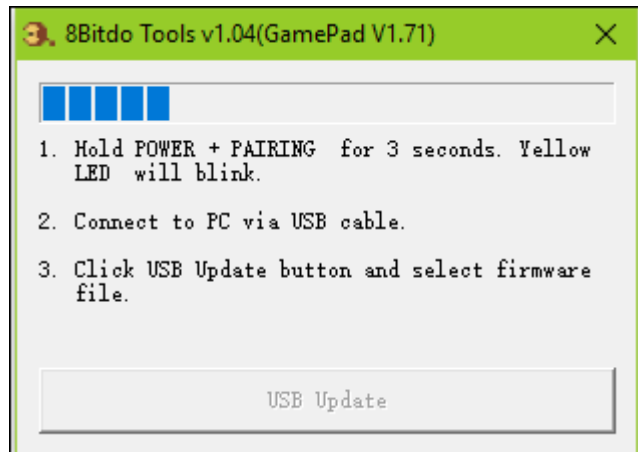 8Bitdo Tools v1.04(GamePad V1.71)
1. Hold POWER + PAIRING for 3 seconds. Yellow
LED will blink.
2. Connect to PC via USB cable.
3. Click USB Update button and select firmware
file.
USB Update